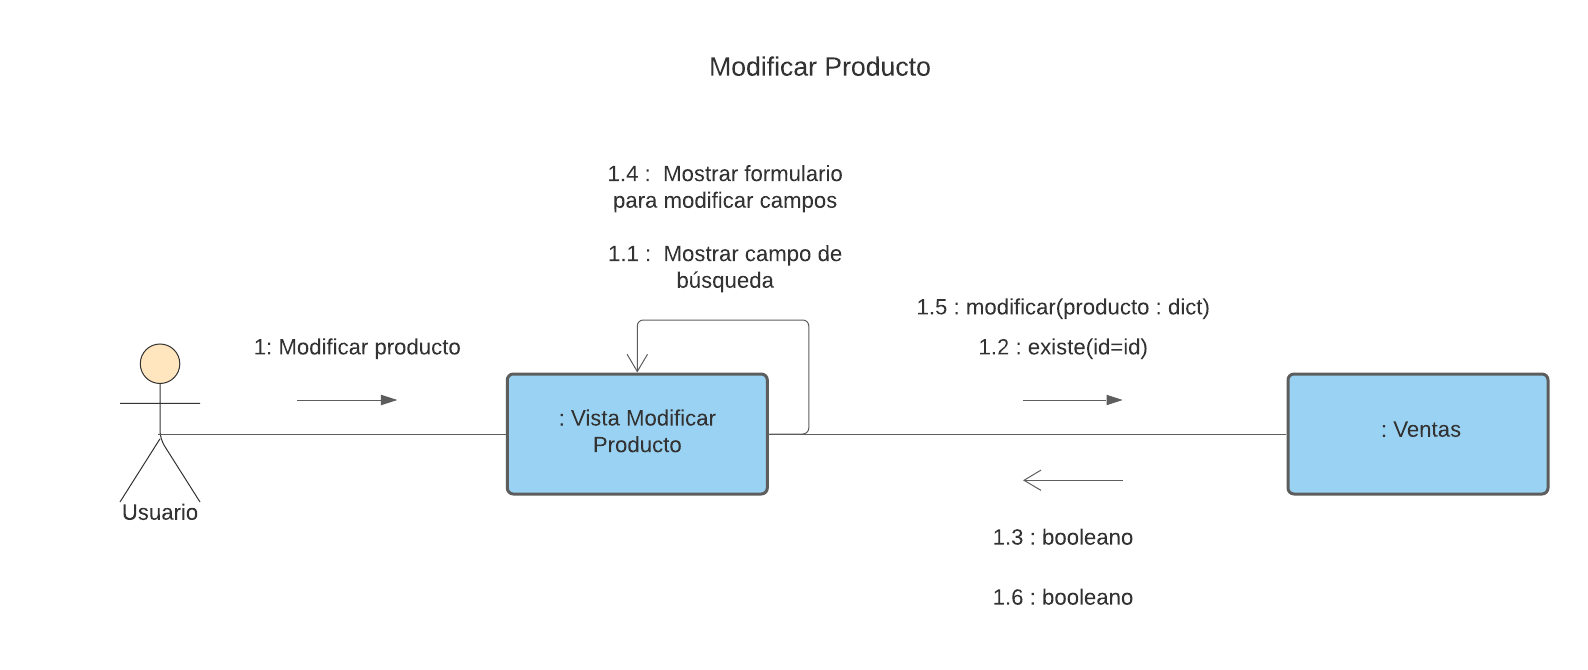 Modificar Producto
1.4 : Mostrar formulario
para modificar campos
1.1 : Mostrar campo de
búsqueda
1.5 : modificar(producto : dict)
1.2 : existe(id=id)
1: Modificar producto
: Vista Modificar
Producto
: Ventas
Usuario
1.3 : booleano
1.6 : booleano